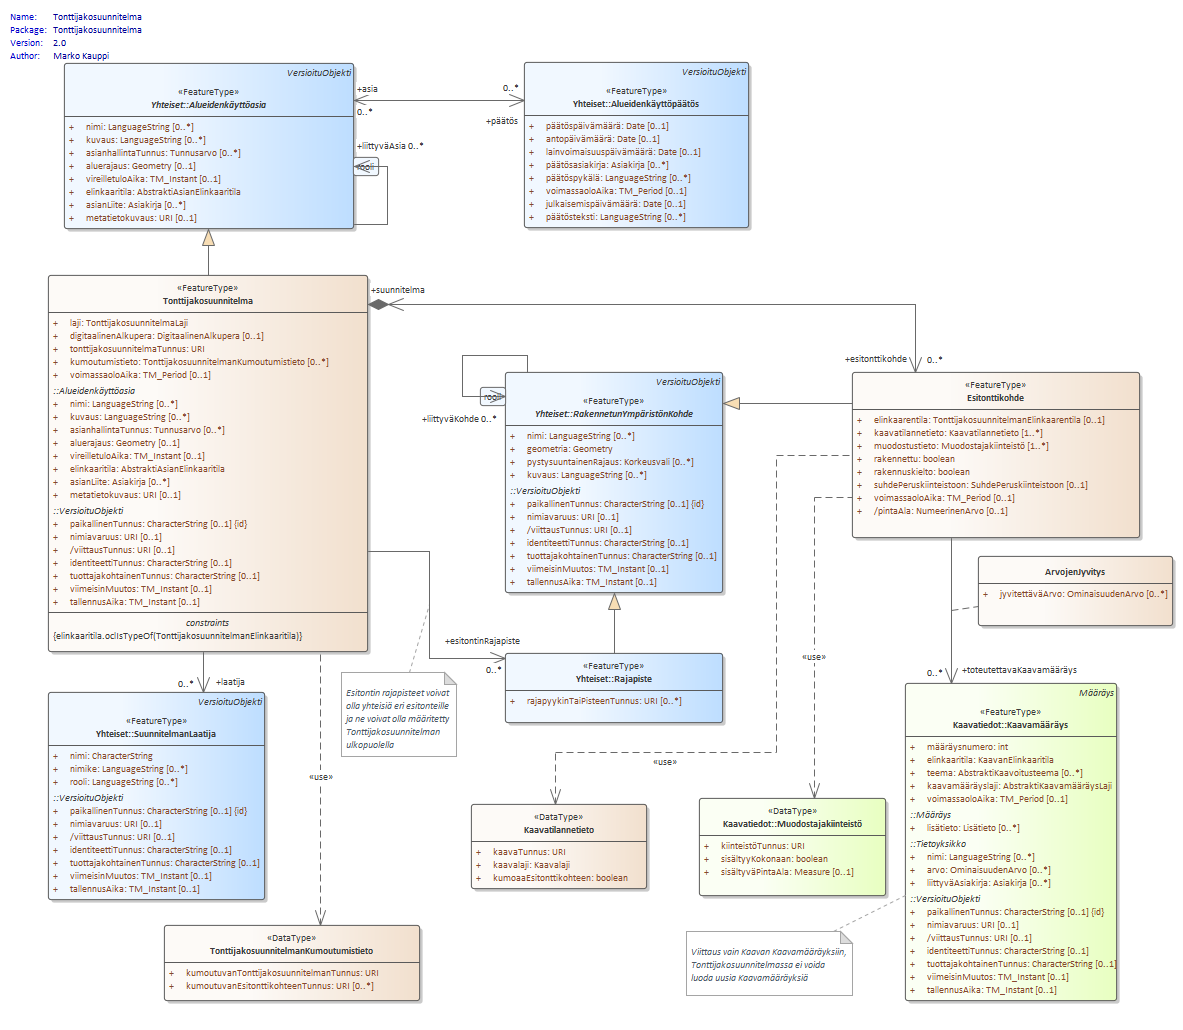 Name: Tonttijakosuunnitelma
Package: Tonttijakosuunnitelma
Version: 2.0
Author: Marko Kauppi
VersioituObjekti
«FeatureType»
Yhteiset::Alueidenkäyttöasia
+ nimi: LanguageString [0..*]
+ kuvaus: LanguageString [0..*]
+ asianhallintaTunnus: Tunnusarvo [0..*]
+ aluerajaus: Geometry [0..1]
+ vireilletuloAika: TM_Instant [0..1]
+ elinkaaritila: AbstraktiAsianElinkaaritila
+ asianLiite: Asiakirja [0..*]
+ metatietokuvaus: URI [0..1]
+asia
0..*
0..*
+päätös
+liittyväAsia 0..*
rooli
VersioituObjekti
«FeatureType»
Yhteiset::Alueidenkäyttöpäätös
+ päätöspäivämäärä: Date [0..1]
+ antopäivämäärä: Date [0..1]
+ lainvoimaisuuspäivämäärä: Date [0..1]
+ päätösasiakirja: Asiakirja [0..*]
+ päätöspykälä: LanguageString [0..*]
+ voimassaoloAika: TM_Period [0..1]
+ julkaisemispäivämäärä: Date [0..1]
+ päätösteksti: LanguageString [0..*]
«FeatureType»
Tonttijakosuunnitelma
+ laji: TonttijakosuunnitelmaLaji
+ digitaalinenAlkupera: DigitaalinenAlkupera [0..1]
+ tonttijakosuunnitelmaTunnus: URI
+ kumoutumistieto: TonttijakosuunnitelmanKumoutumistieto [0..*]
+ voimassaoloAika: TM_Period [0..1]
::Alueidenkäyttöasia
+ nimi: LanguageString [0..*]
+ kuvaus: LanguageString [0..*]
+ asianhallintaTunnus: Tunnusarvo [0..*]
+ aluerajaus: Geometry [0..1]
+ vireilletuloAika: TM_Instant [0..1]
+ elinkaaritila: AbstraktiAsianElinkaaritila
+ asianLiite: Asiakirja [0..*]
+ metatietokuvaus: URI [0..1]
::VersioituObjekti
+ paikallinenTunnus: CharacterString [0..1] {id}
+ nimiavaruus: URI [0..1]
+ /viittausTunnus: URI [0..1]
+ identiteettiTunnus: CharacterString [0..1]
+ tuottajakohtainenTunnus: CharacterString [0..1]
+ viimeisinMuutos: TM_Instant [0..1]
+ tallennusAika: TM_Instant [0..1]
constraints
{elinkaaritila.oclIsTypeOf(TonttijakosuunnitelmanElinkaaritila)}
+suunnitelma
+esitonttikohde 0..*
rooli
+liittyväKohde 0..*
VersioituObjekti
«FeatureType»
Yhteiset::RakennetunYmpäristönKohde
+ nimi: LanguageString [0..*]
+ geometria: Geometry
+ pystysuuntainenRajaus: Korkeusvali [0..*]
+ kuvaus: LanguageString [0..*]
::VersioituObjekti
+ paikallinenTunnus: CharacterString [0..1] {id}
+ nimiavaruus: URI [0..1]
+ /viittausTunnus: URI [0..1]
+ identiteettiTunnus: CharacterString [0..1]
+ tuottajakohtainenTunnus: CharacterString [0..1]
+ viimeisinMuutos: TM_Instant [0..1]
+ tallennusAika: TM_Instant [0..1]
«FeatureType»
Esitonttikohde
+ elinkaarentila: TonttijakosuunnitelmanElinkaarentila [0..1]
+ kaavatilannetieto: Kaavatilannetieto [1..*]
+ muodostustieto: Muodostajakiinteistö [1..*]
+ rakennettu: boolean
+ rakennuskielto: boolean
+ suhdePeruskiinteistoon: SuhdePeruskiinteistoon [0..1]
+ voimassaoloAika: TM_Period [0..1]
+ /pintaAla: NumeerinenArvo [0..1]
ArvojenJyvitys
+ jyvitettäväArvo: OminaisuudenArvo [0..*]
+esitontinRajapiste
0..*
«FeatureType»
Yhteiset::Rajapiste
+ rajapyykinTaiPisteenTunnus: URI [0..*]
«use»
0..* +toteutettavaKaavamääräys
0..* +laatija
Esitontin rajapisteet voivat
olla yhteisiä eri esitonteille
ja ne voivat olla määritetty
Tonttijakosuunnitelman
ulkopuolella
VersioituObjekti
«FeatureType»
Yhteiset::SuunnitelmanLaatija
+ nimi: CharacterString
+ nimike: LanguageString [0..*]
+ rooli: LanguageString [0..*]
::VersioituObjekti
+ paikallinenTunnus: CharacterString [0..1] {id}
+ nimiavaruus: URI [0..1]
+ /viittausTunnus: URI [0..1]
+ identiteettiTunnus: CharacterString [0..1]
+ tuottajakohtainenTunnus: CharacterString [0..1]
+ viimeisinMuutos: TM_Instant [0..1]
+ tallennusAika: TM_Instant [0..1]
«use»
«use»
«DataType»
Kaavatilannetieto
+ kaavaTunnus: URI
+ kaavalaji: Kaavalaji
+ kumoaaEsitonttikohteen: boolean
«DataType»
Kaavatiedot::Muodostajakiinteistö
+ kiinteistöTunnus: URI
+ sisältyyKokonaan: boolean
+ sisältyväPintaAla: Measure [0..1]
Määräys
«FeatureType»
Kaavatiedot::Kaavamääräys
+ määräysnumero: int
+ elinkaaritila: KaavanElinkaaritila
+ teema: AbstraktiKaavoitusteema [0..*]
+ kaavamääräyslaji: AbstraktiKaavamääräysLaji
+ voimassaoloAika: TM_Period [0..1]
::Määräys
+ lisätieto: Lisätieto [0..*]
::Tietoyksikko
+ nimi: LanguageString [0..*]
+ arvo: OminaisuudenArvo [0..*]
+ liittyväAsiakirja: Asiakirja [0..*]
::VersioituObjekti
+ paikallinenTunnus: CharacterString [0..1] {id}
+ nimiavaruus: URI [0..1]
+ /viittausTunnus: URI [0..1]
+ identiteettiTunnus: CharacterString [0..1]
+ tuottajakohtainenTunnus: CharacterString [0..1]
+ viimeisinMuutos: TM_Instant [0..1]
+ tallennusAika: TM_Instant [0..1]
«DataType»
TonttijakosuunnitelmanKumoutumistieto
+ kumoutuvanTonttijakosuunnitelmanTunnus: URI
+ kumoutuvanEsitonttikohteenTunnus: URI [0..*]
Viittaus vain Kaavan Kaavamääräyksiin,
Tonttijakosuunnitelmassa ei voida
luoda uusia Kaavamääräyksiä